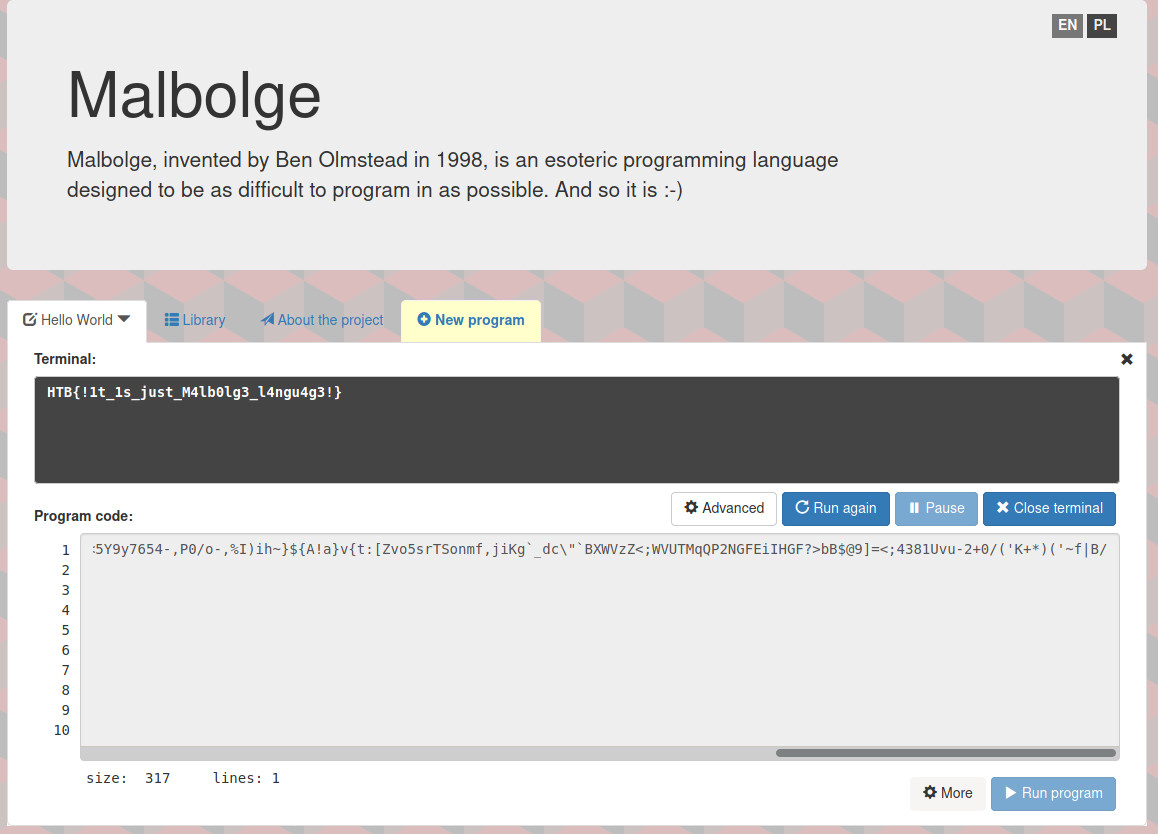 EN PL
Malbolge
Malbolge, invented by Ben Olmstead in 1998, is an esoteric programming language
designed to be as difficult to program in as possible. And so it is :-)
Hello World Library About the project New program
Terminal:
HTB{!1t_1s_just_M4lb0lg3_l4ngu4g3!}
Advanced Run again Pause Close terminal
Program code:
1 :5Y9y7654-,P0/o-,%I)ih~}${A!a}v{t:[Zvo5srTSonmf,jiKg`_dc\"`BXWVzZ<;WVUTMqQP2NGFEiIHGF?>bB$@9]=<;4381Uvu-2+0/('K+*)('~f|B/
2
3
4
5
6
7
8
9
10
size: 317 lines: 1
More Run program